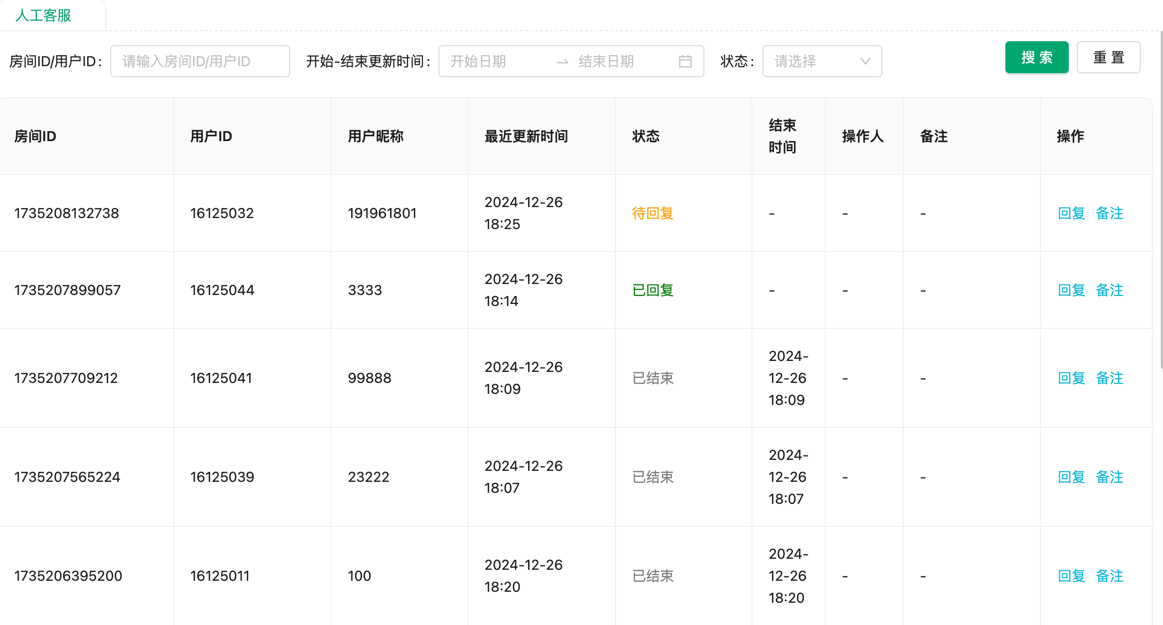 人工客服
房间ID/用户ID: 请输入房间ID/用户ID 开始-结束更新时间: 开始日期 → 结束日期 状态: 请选择 搜 索 重 置
房间ID 用户ID 用户昵称 最近更新时间 状态 结束时间 操作人 备注 操作
1735208132738 16125032 191961801 2024-12-26 18:25 待回复 - - - 回复 备注
1735207899057 16125044 3333 2024-12-26 18:14 已回复 - - - 回复 备注
1735207709212 16125041 99888 2024-12-26 18:09 已结束 2024-12-26 18:09 - - 回复 备注
1735207565224 16125039 23222 2024-12-26 18:07 已结束 2024-12-26 18:07 - - 回复 备注
1735206395200 16125011 100 2024-12-26 18:20 已结束 2024-12-26 18:20 - - 回复 备注